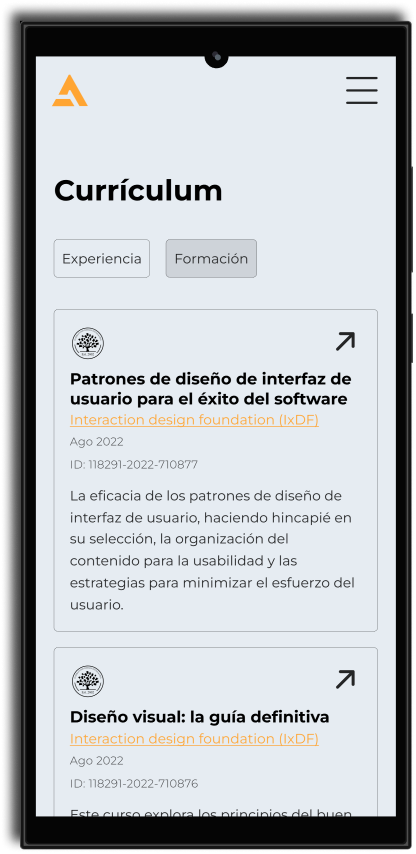 Currículum
Experiencia
Formación
Patrones de diseño de interfaz de
usuario para el éxito del software
Interaction design foundation (IxDF)
Ago 2022
ID: 118291-2022-710877
La eficacia de los patrones de diseño de
interfaz de usuario, haciendo hincapié en
su selección, la organización del
contenido para la usabilidad y las
estrategias para minimizar el esfuerzo del
usuario.
Diseño visual: la guía definitiva
Interaction design foundation (IxDF)
Ago 2022
ID: 118291-2022-710876
Este curso explora los principios del buen